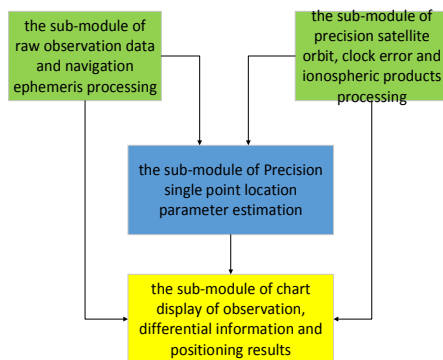 the sub-module of
raw observation data
and navigation
ephemeris processing
the sub-module of
precision satellite
orbit, clock error and
ionospheric products
processing
the sub-module of Precision
single point location
parameter estimation
the sub-module of chart
display of observation,
differential information and
positioning results